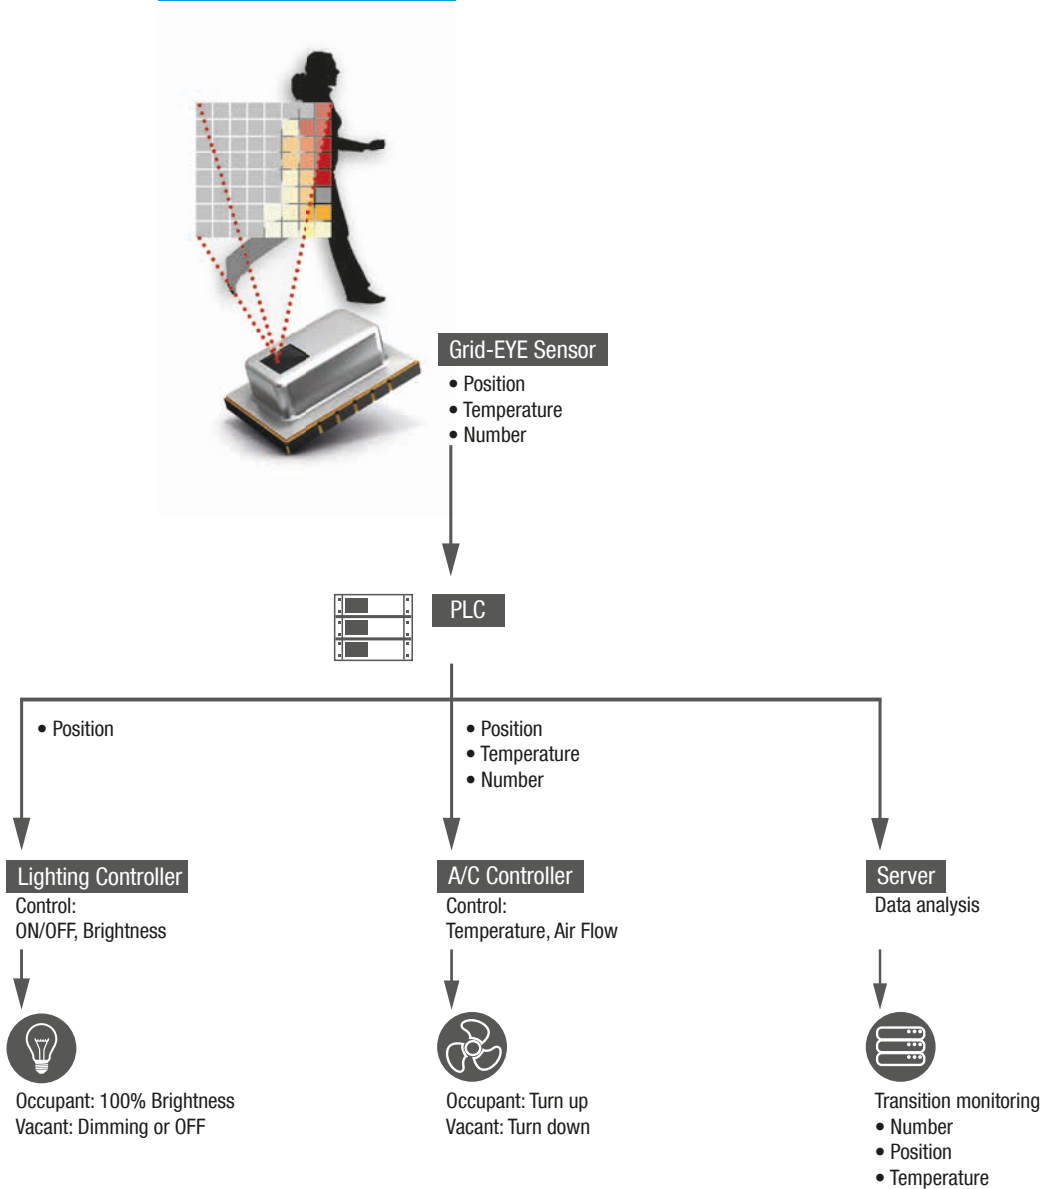 Grid-EYE Sensor
• Position
• Temperature
• Number
PLC
• Position
• Position
• Temperature
• Number
Lighting Controller
Control:
ON/OFF, Brightness
A/C Controller
Control:
Temperature, Air Flow
Server
Data analysis
Occupant: 100% Brightness
Vacant: Dimming or OFF
Occupant: Turn up
Vacant: Turn down
Transition monitoring
• Number
• Position
• Temperature